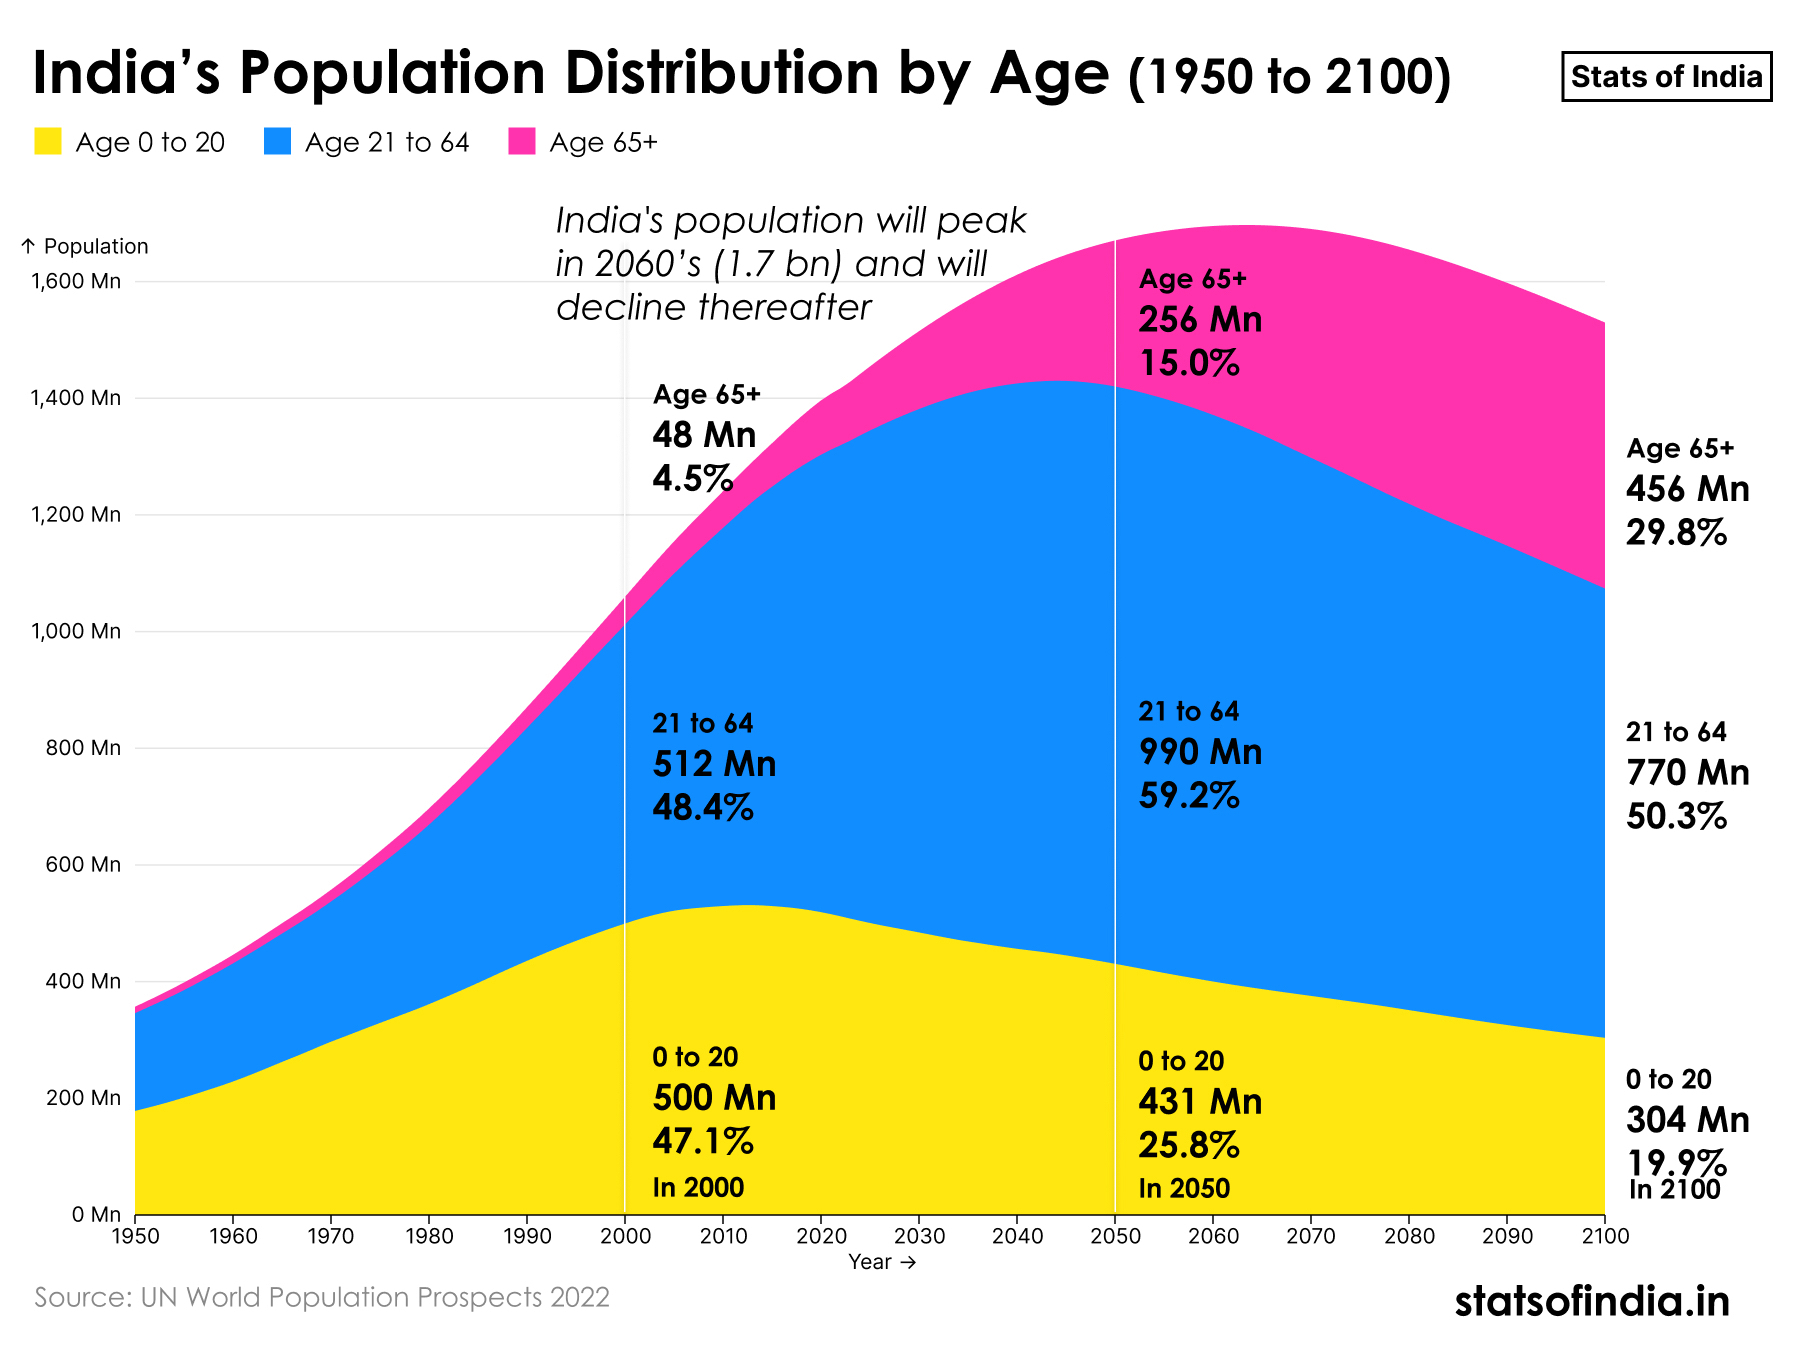 India's Population Distribution by Age (1950 to 2100)
Stats of India
Age 0 to 20
Age 21 to 64
Age 65+
India's population will peak
in 2060's (1.7 bn) and will
decline thereafter
↑ Population
1,600 Mn
1,400 Mn
1,200 Mn
1,000 Mn
800 Mn
600 Mn
400 Mn
200 Mn
0 Mn
Age 65+
48 Mn
4.5%
21 to 64
512 Mn
48.4%
0 to 20
500 Mn
47.1%
In 2000
Age 65+
256 Mn
15.0%
21 to 64
990 Mn
59.2%
0 to 20
431 Mn
25.8%
In 2050
Age 65+
456 Mn
29.8%
21 to 64
770 Mn
50.3%
0 to 20
304 Mn
19.9%
In 2100
1950 1960 1970 1980 1990 2000 2010 2020 2030 2040 2050 2060 2070 2080 2090 2100
Year →
Source: UN World Population Prospects 2022
statsofindia.in